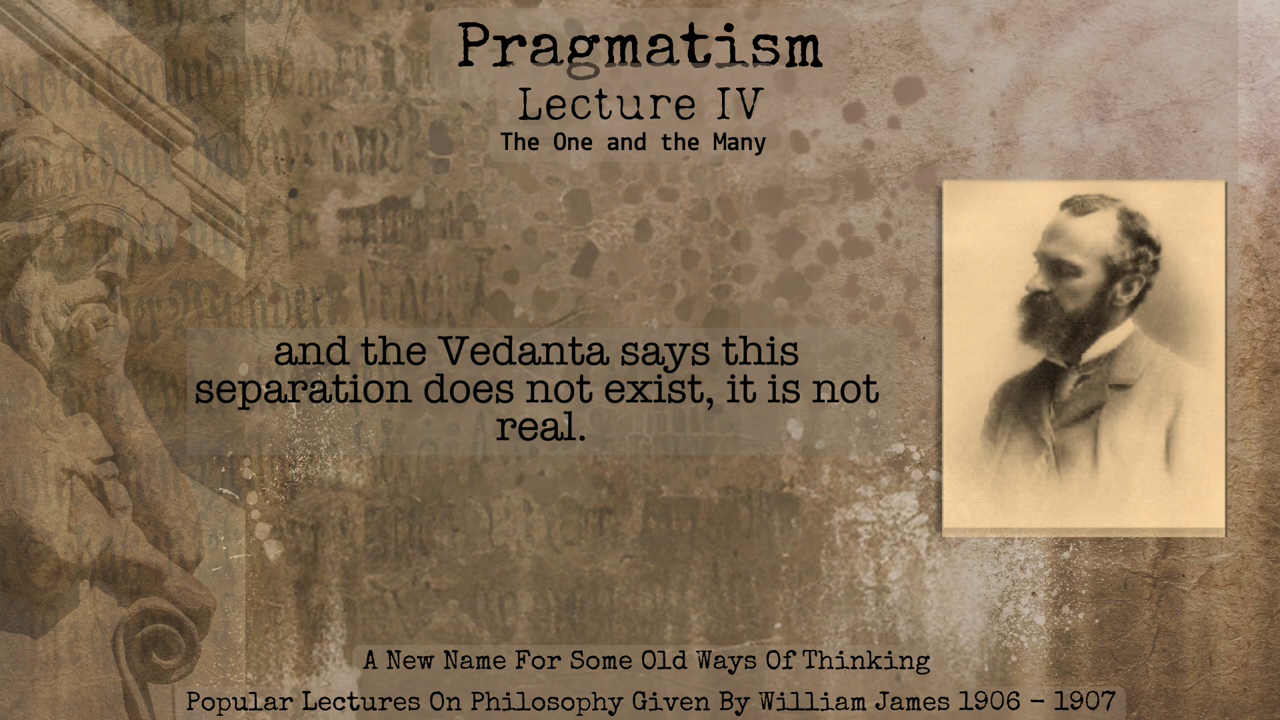 Pragmatism
Lecture IV
The One and the Many
and the Vedanta says this
separation does not exist, it is not
real.
A New Name For Some Old Ways Of Thinking
Popular Lectures On Philosophy Given By William James 1906 – 1907